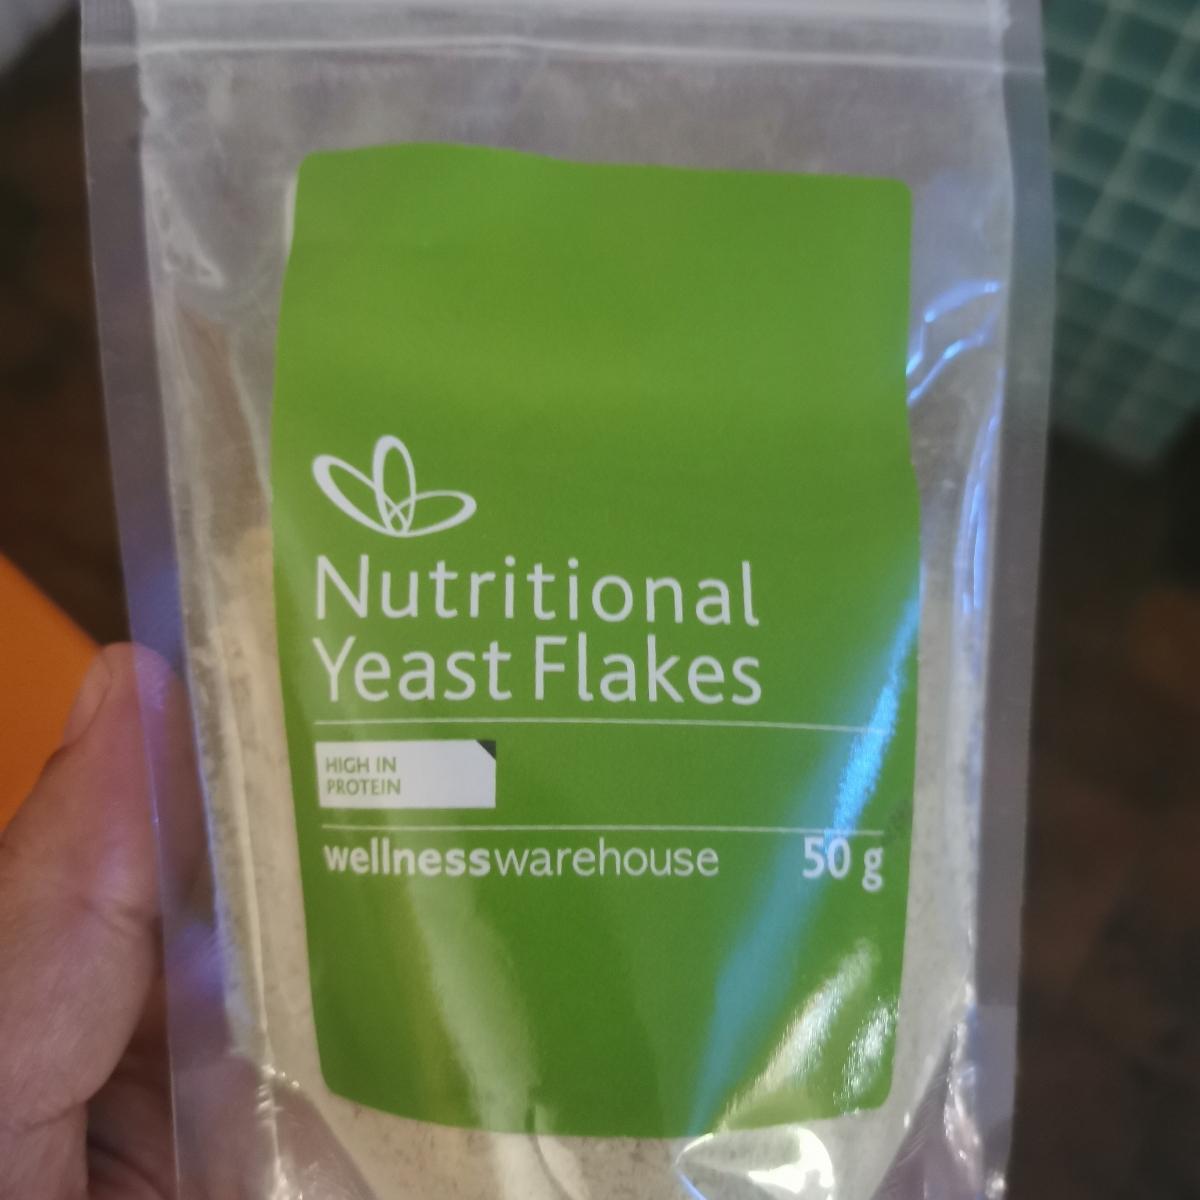 Nutritional
Yeast Flakes
HIGH IN
PROTEIN
wellnesswarehouse 50 g